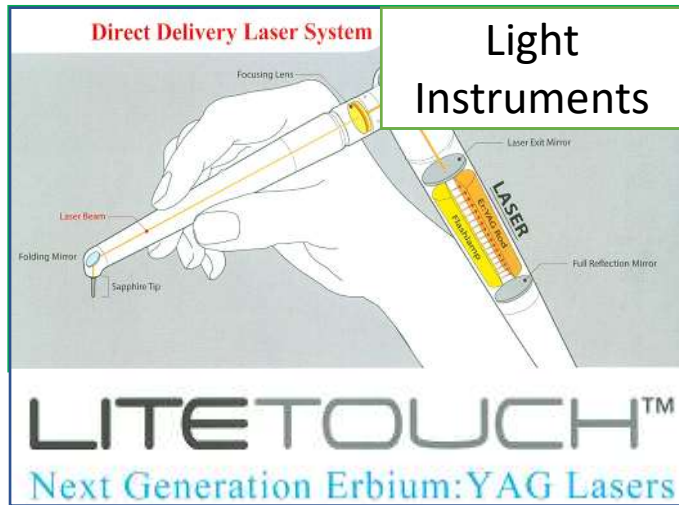 Direct Delivery Laser System
Light
Instruments
Focusing Lens
Laser Exit Mirror
LASER
Er:YAG Rod
Flashlamp
Laser Beam
Folding Mirror
Full Reflection Mirror
Sapphire Tip
LITETOUCH™
Next Generation Erbium:YAG Lasers